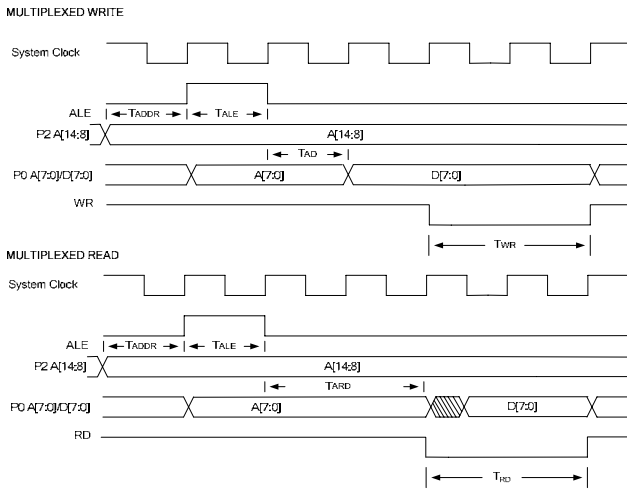 MULTIPLEXED WRITE
System Clock
ALE TADDR TALE
P2 A[14:8] A[14:8]
TAD
P0 A[7:0]/D[7:0] A[7:0] D[7:0]
WR
TWR
MULTIPLEXED READ
System Clock
ALE TADDR TALE
P2 A[14:8] A[14:8]
TARD
P0 A[7:0]/D[7:0] A[7:0] D[7:0]
RD
TRD